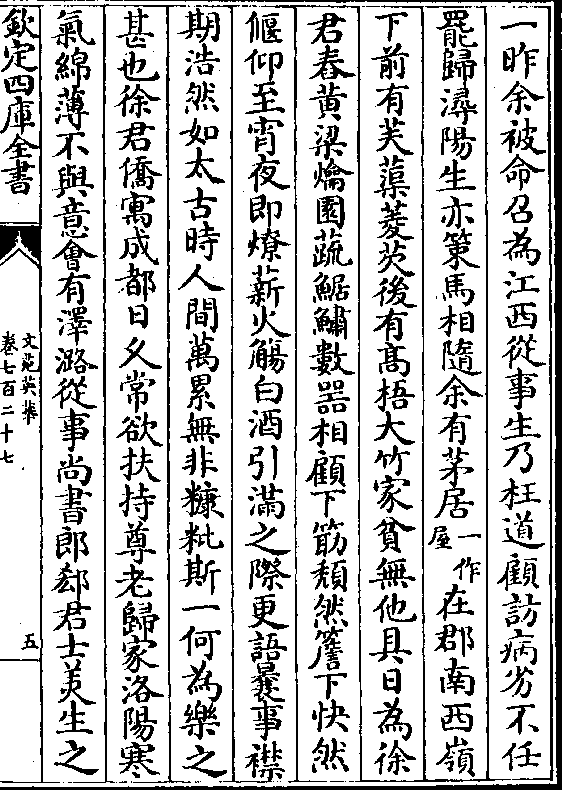 一昨余被命召為江西從事生乃枉道顧訪病劣不任
罷歸潯陽生亦策馬相隨余有茅居一作屋在郡南西嶺
下前有芙蕖菱芡後有髙梧大竹家貧無他具日為徐
君舂黄粱爚園蔬鯷鱐數器相顧下筯頽然簷下快然
偃仰至宵夜即燎薪火觴白酒引滿之際更語曩事襟
期浩然如太古時人間萬累無非糠粃斯一何為樂之
甚也徐君僑寓成都日乆常欲扶持尊老歸家洛陽寒
氣綿薄不與意會有澤潞從事尚書郎郄君士美生之
欽定四庫全書
文苑英華
卷七百二十七
五